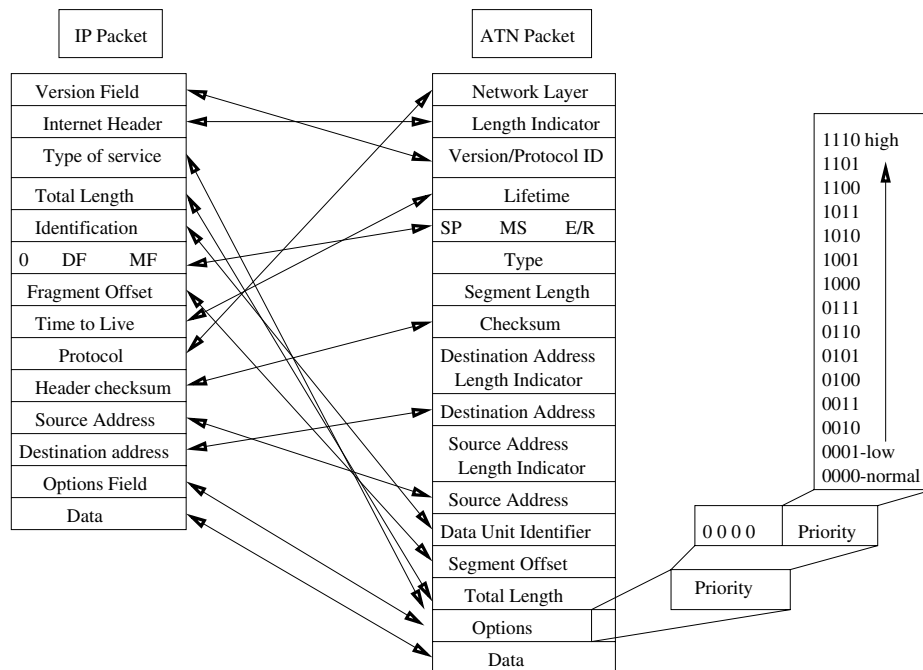 IP Packet
ATN Packet
Version Field
Internet Header
Type of service
Total Length
Identification
0 DF MF
Fragment Offset
Time to Live
Protocol
Header checksum
Source Address
Destination address
Options Field
Data
Network Layer
Length Indicator
Version/Protocol ID
Lifetime
SP MS E/R
Type
Segment Length
Checksum
Destination Address
Length Indicator
Destination Address
Source Address
Length Indicator
Source Address
Data Unit Identifier
Segment Offset
Total Length
Options
Data
1110 high
1101
1100
1011
1010
1001
1000
0111
0110
0101
0100
0011
0010
0001-low
0000-normal
0 0 0 0 Priority
Priority